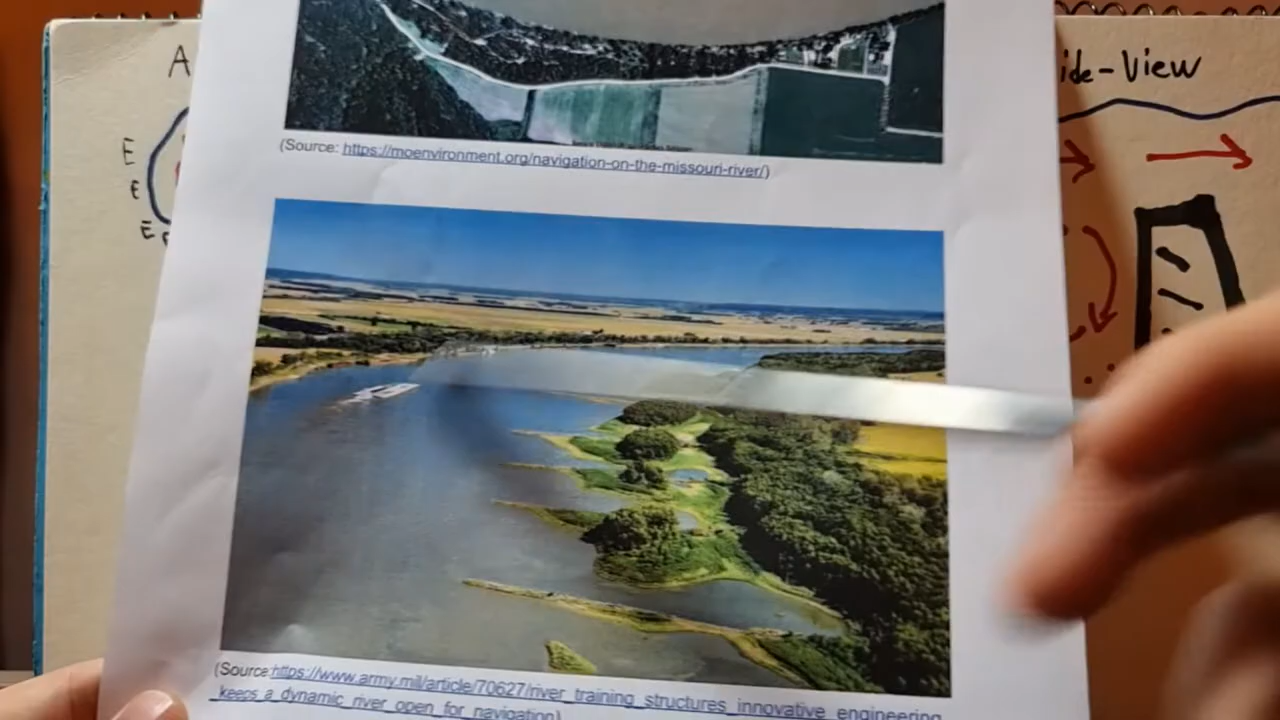 A
ide-View
E
E
E
(Source: https://moenvironment.org/navigation-on-the-missouri-river/)
(Source:https://www.army.mil/article/70627/river_training_structures_innovative_engineering
_keeps_a_dynamic_river_open_for_navigation)